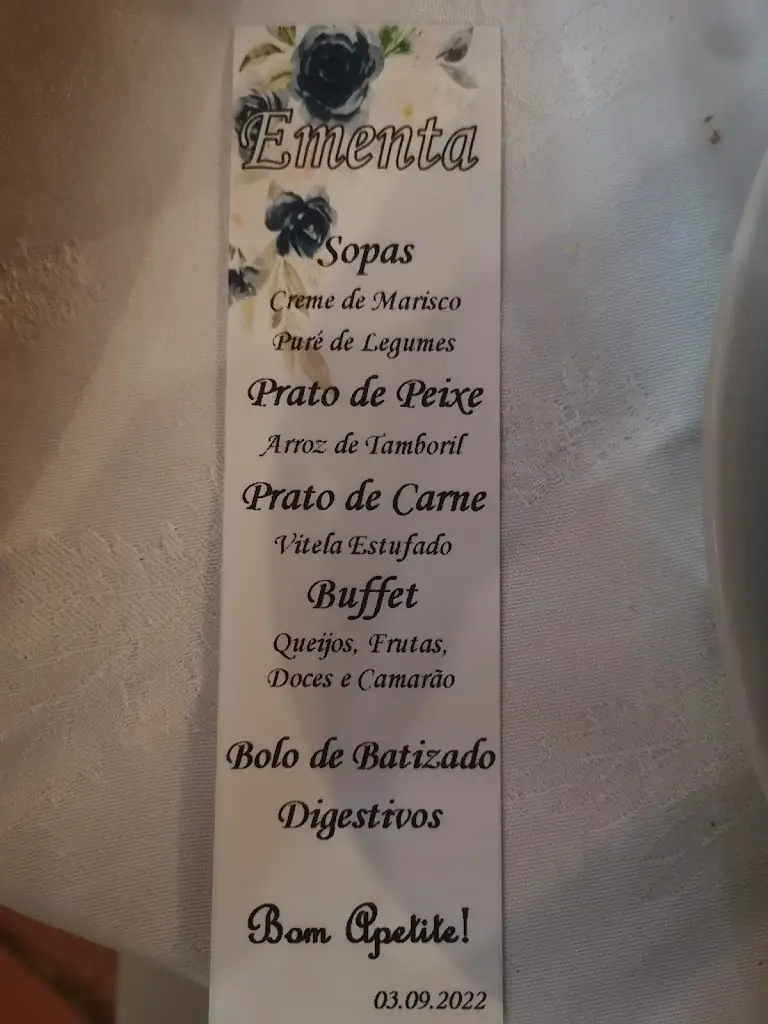 Ementa
Sopas
Creme de Marisco
Puré de Legumes
Prato de Peixe
Arroz de Tamboril
Prato de Carne
Vitela Estufado
Buffet
Queijos, Frutas,
Doces e Camarão
Bolo de Batizado
Digestivos
Bom Apetite!
03.09.2022